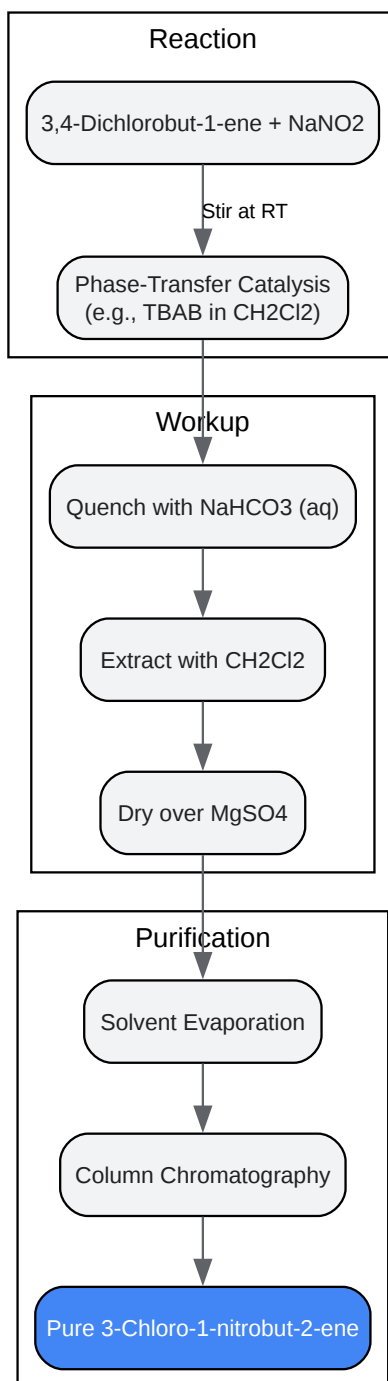 Reaction
3,4-Dichlorobut-1-ene + NaNO2
Stir at RT
Phase-Transfer Catalysis
(e.g., TBAB in CH2Cl2)
Workup
Quench with NaHCO3 (aq)
Extract with CH2Cl2
Dry over MgSO4
Purification
Solvent Evaporation
Column Chromatography
Pure 3-Chloro-1-nitrobut-2-ene